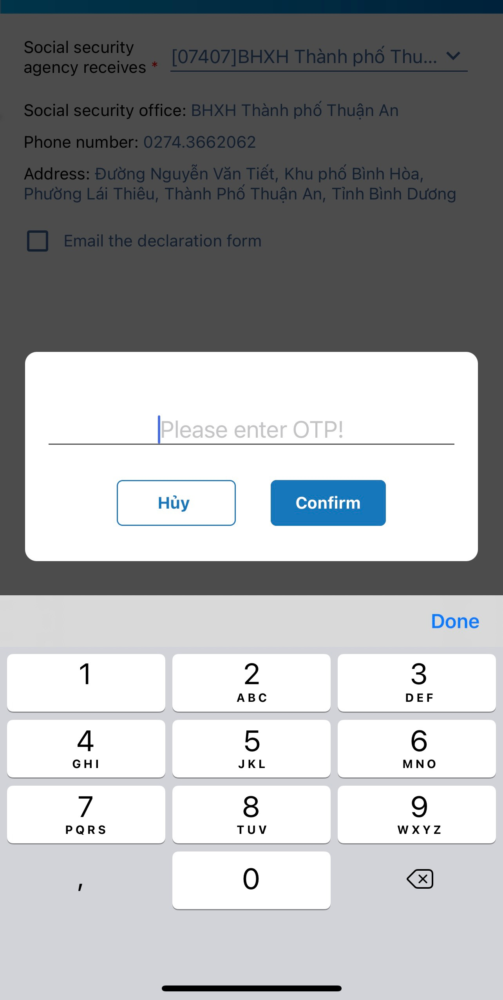 Social security
agency receives *
[07407]BHXH Thành phố Thu...
Social security office: BHXH Thành phố Thuận An
Phone number: 0274.3662062
Address: Đường Nguyễn Văn Tiết, Khu phố Bình Hòa,
Phường Lái Thiêu, Thành Phố Thuận An, Tỉnh Bình Dương
Email the declaration form
Please enter OTP!
Hủy
Confirm
Done
1
2
ABC
3
DEF
4
GHI
5
JKL
6
MNO
7
PQRS
8
TUV
9
WXYZ
,
0